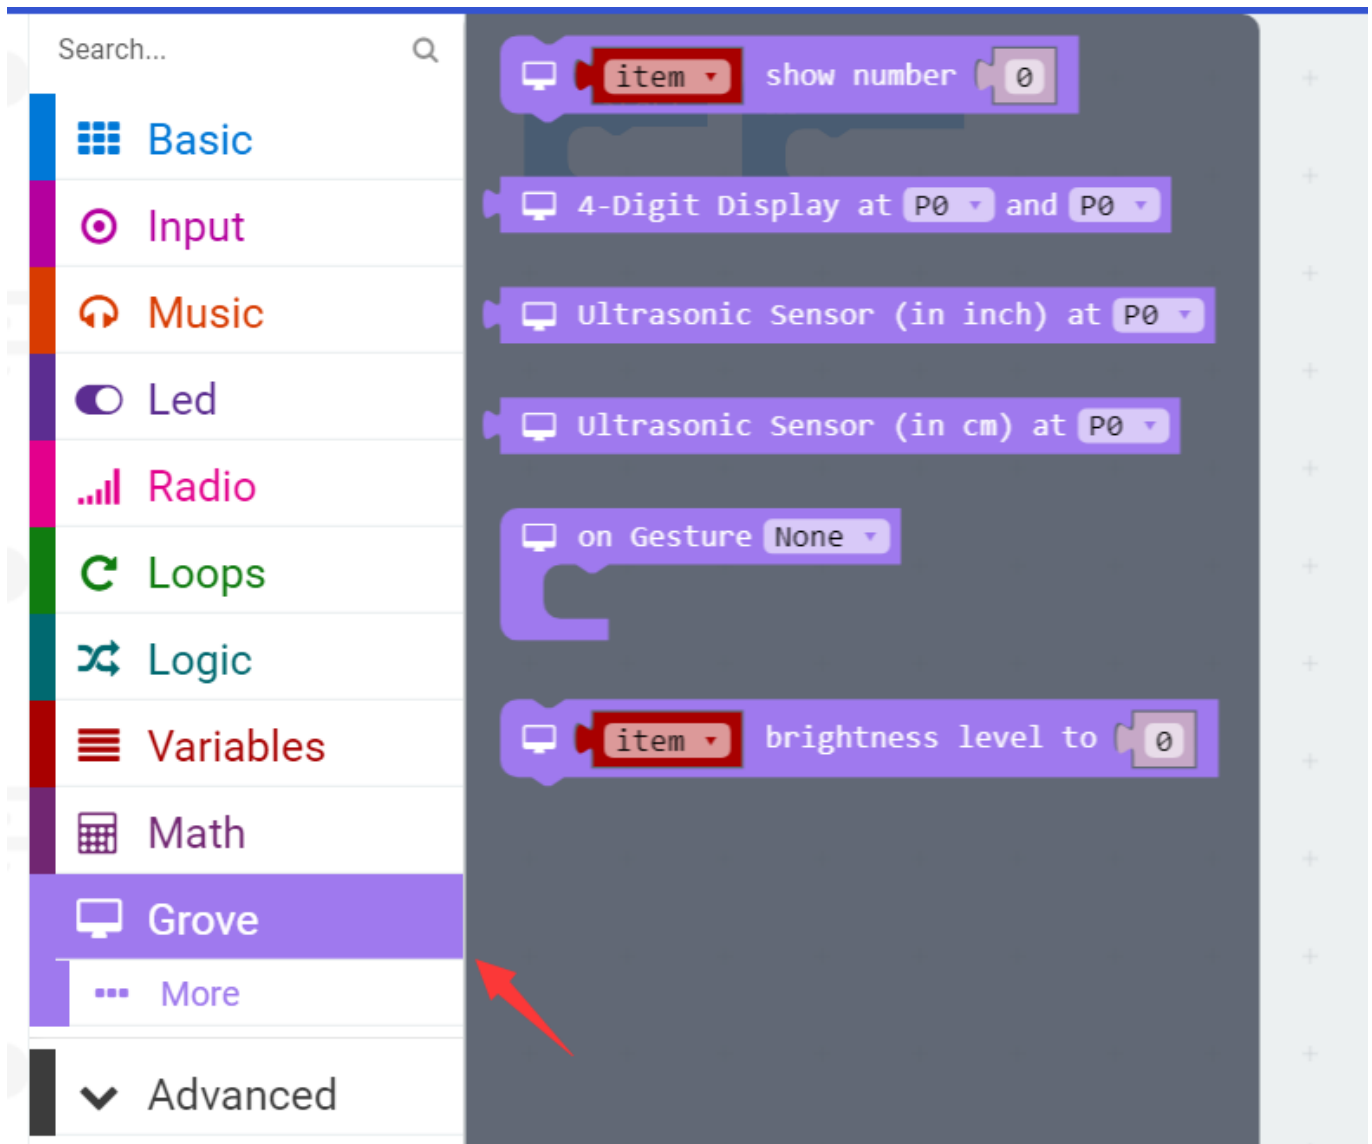 Search...
Basic
Input
Music
Led
Radio
Loops
Logic
Variables
Math
Grove
More
Advanced
item show number 0
4-Digit Display at P0 and P0
Ultrasonic Sensor (in inch) at P0
Ultrasonic Sensor (in cm) at P0
on Gesture None
item brightness level to 0